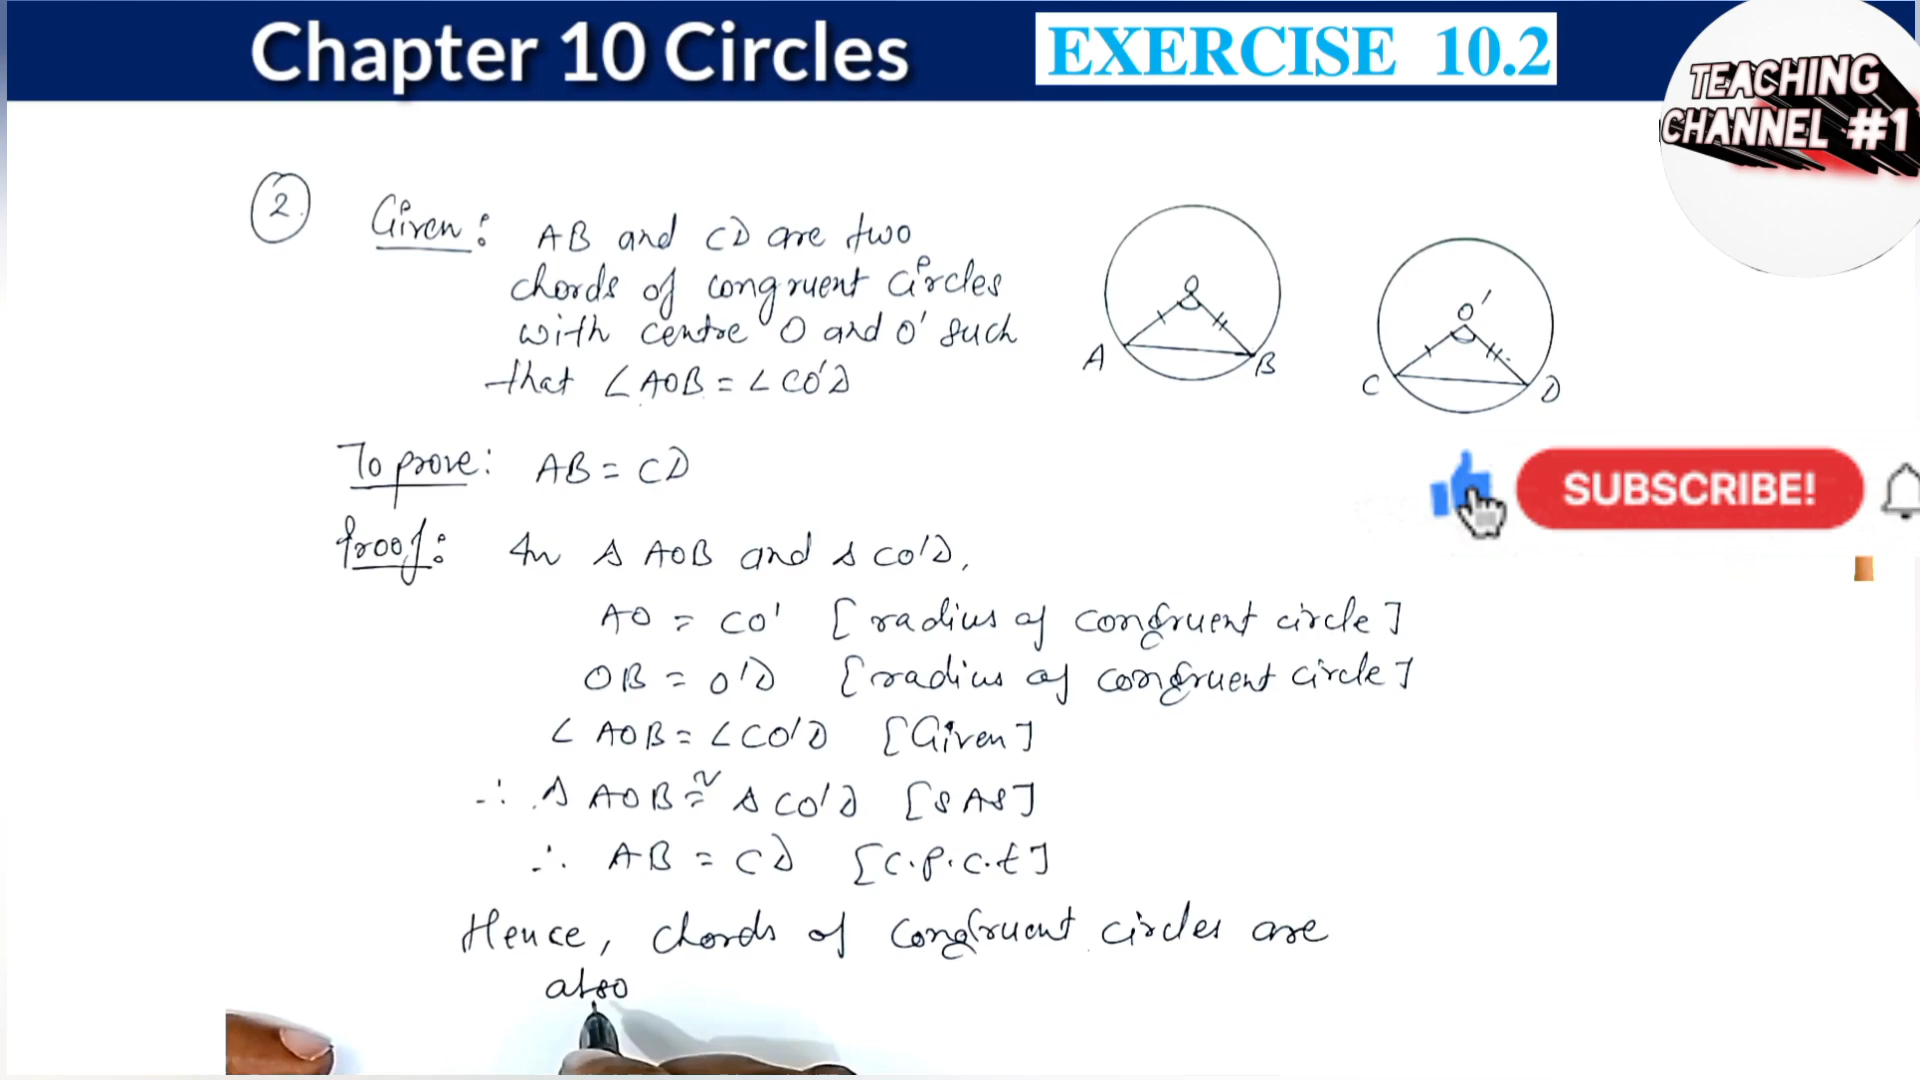 Chapter 10 Circles
EXERCISE 10.2
TEACHING
CHANNEL #1
2.
Given: AB and CD are two
chords of congruent circles
with centre O and O' such
that ∠AOB = ∠CO'D
O
A
B
O'
C
D
To prove: AB = CD
SUBSCRIBE!
Proof: In Δ AOB and Δ CO'D,
AO = CO' [radius of congruent circle]
OB = O'D [radius of congruent circle]
∠AOB = ∠CO'D [Given]
∴ Δ AOB ≅ Δ CO'D [SAS]
∴ AB = CD [C.P.C.t]
Hence, chords of congruent circles are
also